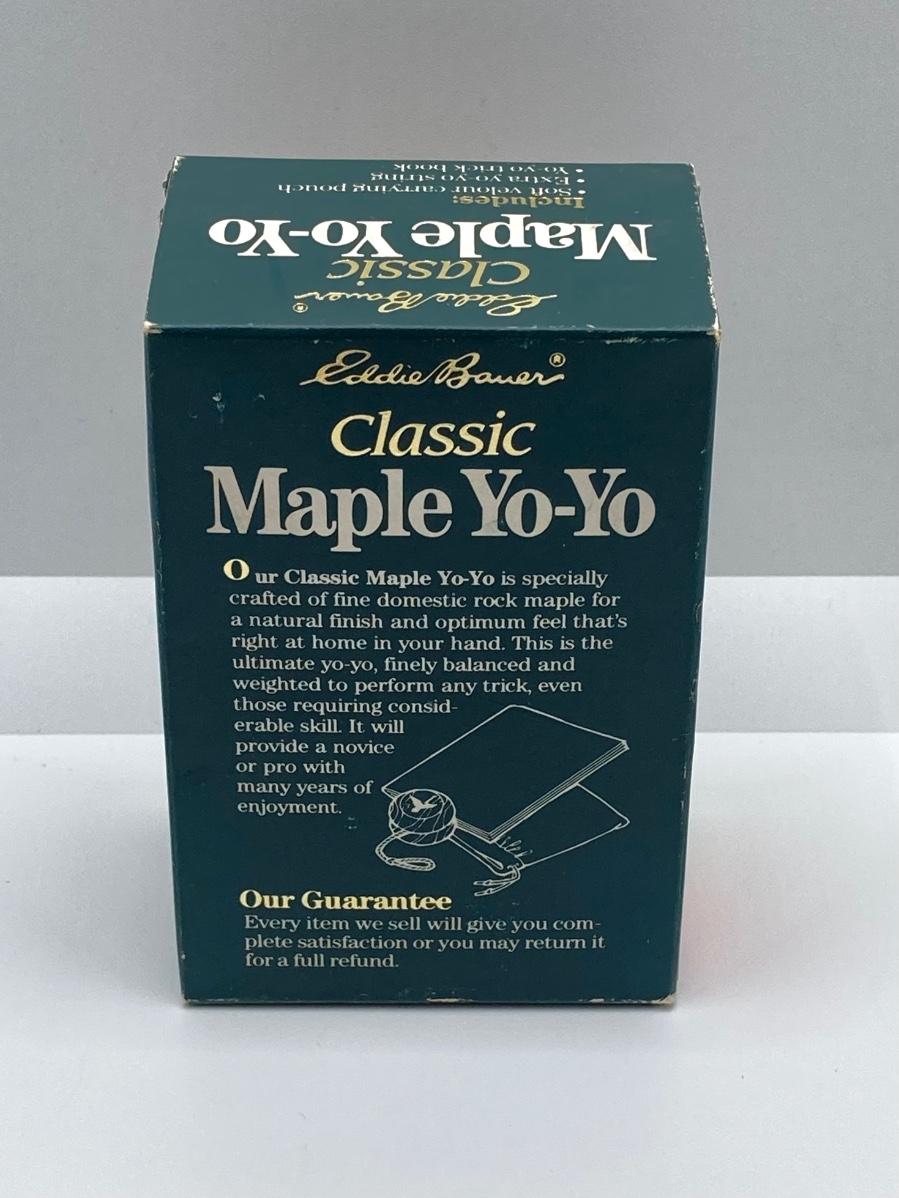 • Yo-yo trick book
• Extra yo-yo string
• Soft velour carrying pouch
Includes:
Maple Yo-Yo
Classic
Eddie Bauer®
Eddie Bauer®
Classic
Maple Yo-Yo
Our Classic Maple Yo-Yo is specially
crafted of fine domestic rock maple for
a natural finish and optimum feel that's
right at home in your hand. This is the
ultimate yo-yo, finely balanced and
weighted to perform any trick, even
those requiring consid-
erable skill. It will
provide a novice
or pro with
many years of
enjoyment.
Our Guarantee
Every item we sell will give you com-
plete satisfaction or you may return it
for a full refund.